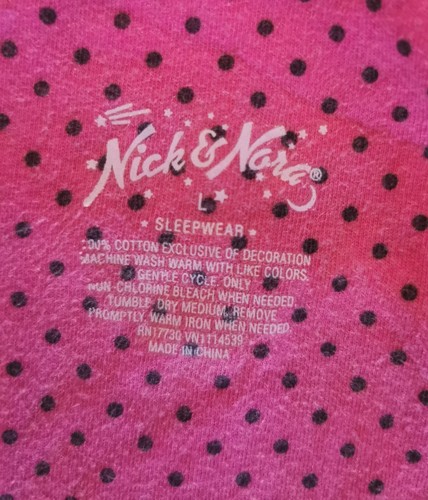 Nick & Nora®
L
* SLEEPWEAR *
100% COTTON EXCLUSIVE OF DECORATION
MACHINE WASH WARM WITH LIKE COLORS.
GENTLE CYCLE. ONLY
NON-CHLORINE BLEACH WHEN NEEDED.
TUMBLE DRY MEDIUM. REMOVE
PROMPTLY. WARM IRON WHEN NEEDED.
RN17730 VN1114539
MADE IN CHINA